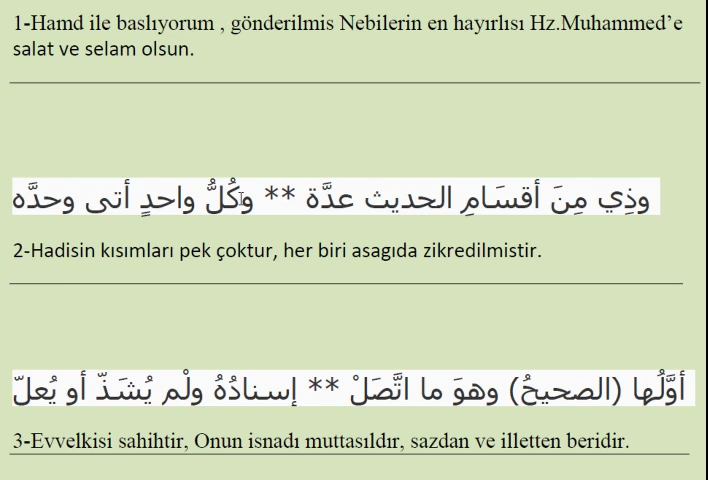 1-Hamd ile baslıyorum , gönderilmis Nebilerin en hayırlısı Hz.Muhammed’e
salat ve selam olsun.
وذِي مِنَ أقسَامِ الحديث عدَّة ** وكُلُّ واحدٍ أتى وحدَّه
2-Hadisin kısımları pek çoktur, her biri asagıda zikredilmistir.
أوَّلُها (الصحيحُ) وهوَ ما اتَّصَلْ ** إسنادُهُ ولْم يُشَذّ أو يُعلّ
3-Evvelkisi sahihtir, Onun isnadı muttasıldır, sazdan ve illetten beridir.